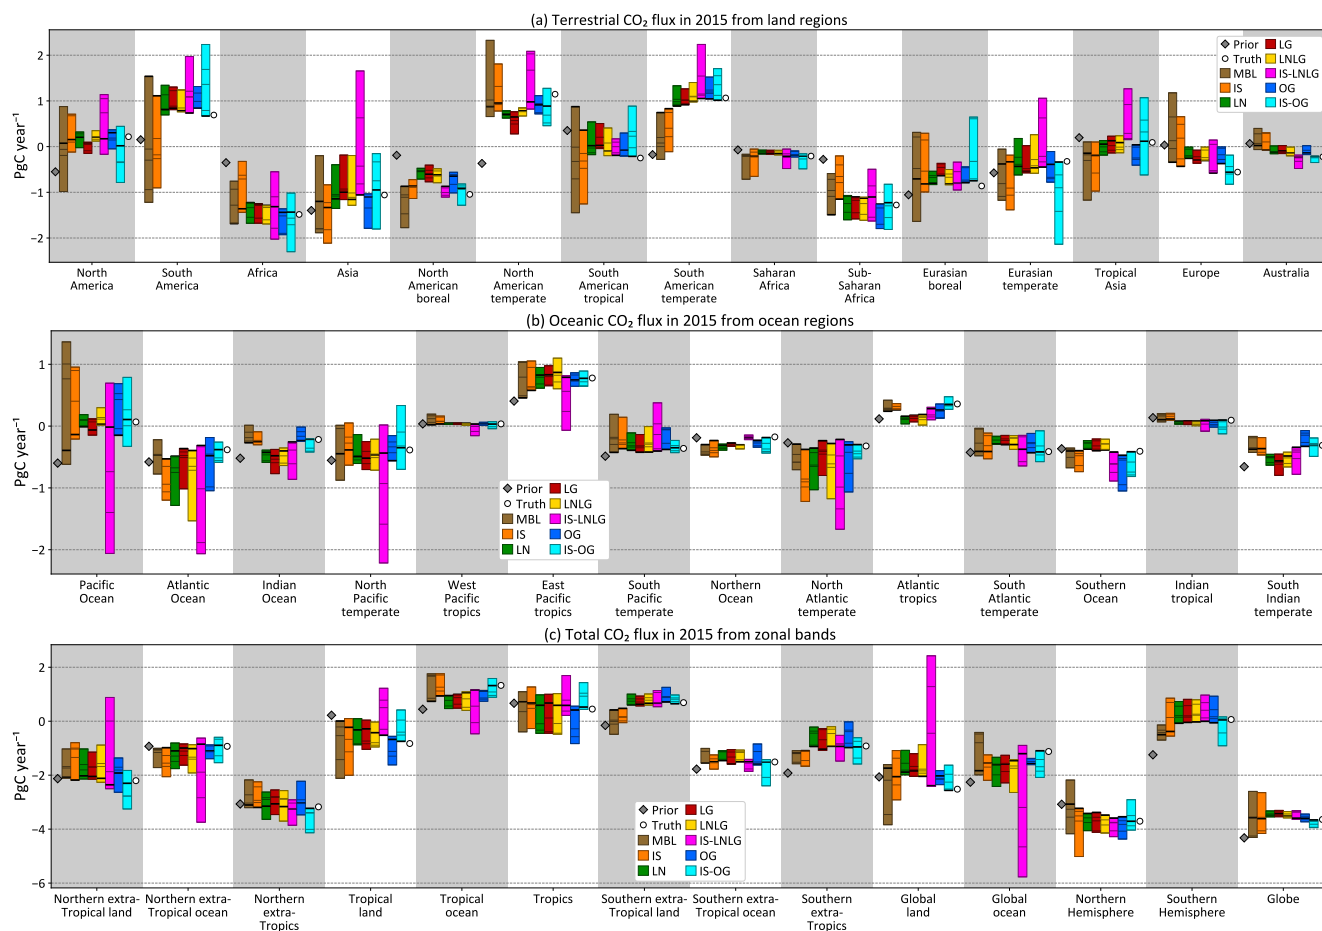 (a) Terrestrial CO₂ flux in 2015 from land regions
PgC year⁻¹
2
1
0
−1
−2
Prior
Truth
MBL
IS
LN
LG
LNLG
IS-LNLG
OG
IS-OG
North
America
South
America
Africa
Asia
North
American
boreal
North
American
temperate
South
American
tropical
South
American
temperate
Saharan
Africa
Sub-
Saharan
Africa
Eurasian
boreal
Eurasian
temperate
Tropical
Asia
Europe
Australia
(b) Oceanic CO₂ flux in 2015 from ocean regions
PgC year⁻¹
1
0
−1
−2
Prior
Truth
MBL
IS
LN
LG
LNLG
IS-LNLG
OG
IS-OG
Pacific
Ocean
Atlantic
Ocean
Indian
Ocean
North
Pacific
temperate
West
Pacific
tropics
East
Pacific
tropics
South
Pacific
temperate
Northern
Ocean
North
Atlantic
temperate
Atlantic
tropics
South
Atlantic
temperate
Southern
Ocean
Indian
tropical
South
Indian
temperate
(c) Total CO₂ flux in 2015 from zonal bands
PgC year⁻¹
2
0
−2
−4
−6
Prior
Truth
MBL
IS
LN
LG
LNLG
IS-LNLG
OG
IS-OG
Northern extra-
Tropical land
Northern extra-
Tropical ocean
Northern
extra-
Tropics
Tropical
land
Tropical
ocean
Tropics
Southern extra-
Tropical land
Southern extra-
Tropical ocean
Southern
extra-
Tropics
Global
land
Global
ocean
Northern
Hemisphere
Southern
Hemisphere
Globe